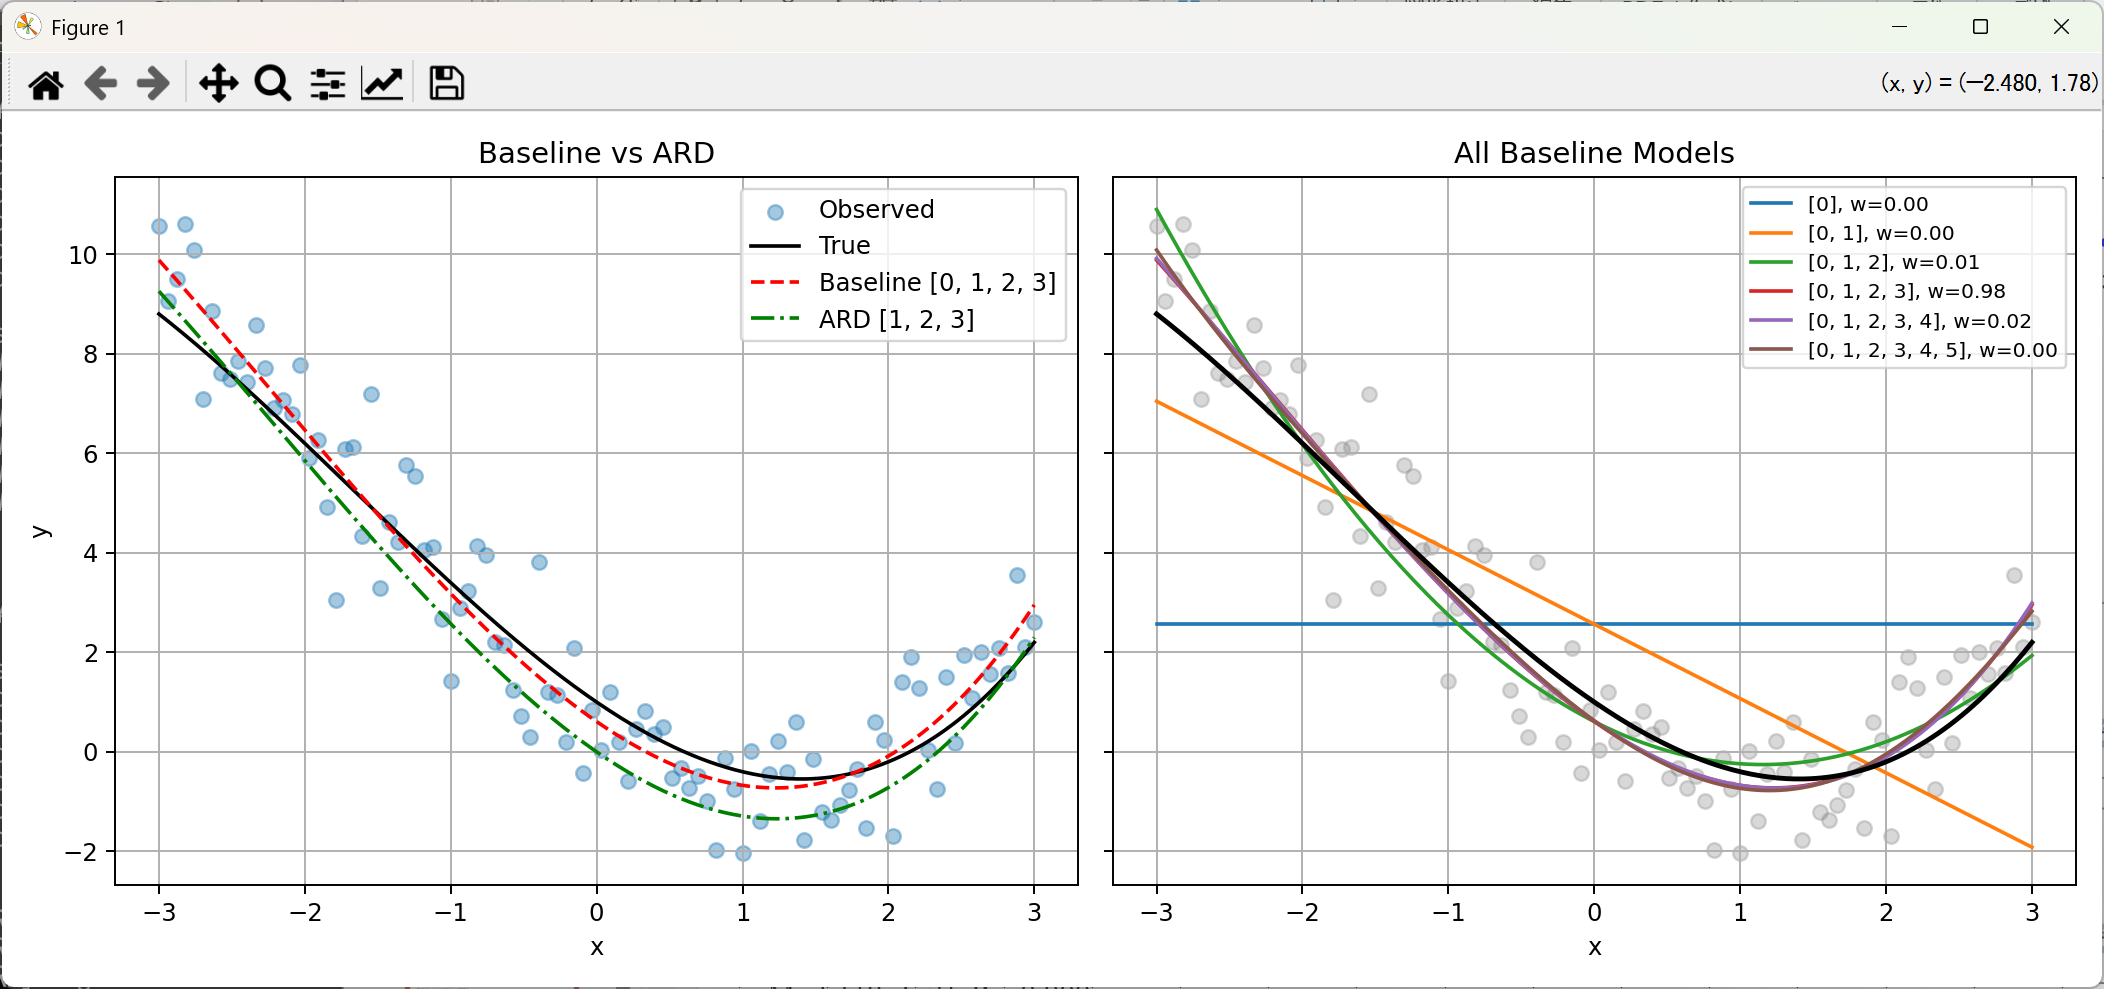 Figure 1
(x, y) = (−2.480, 1.78)
Baseline vs ARD
Observed
True
Baseline [0, 1, 2, 3]
ARD [1, 2, 3]
10
8
6
4
2
0
−2
y
−3 −2 −1 0 1 2 3
x
All Baseline Models
[0], w=0.00
[0, 1], w=0.00
[0, 1, 2], w=0.01
[0, 1, 2, 3], w=0.98
[0, 1, 2, 3, 4], w=0.02
[0, 1, 2, 3, 4, 5], w=0.00
−3 −2 −1 0 1 2 3
x